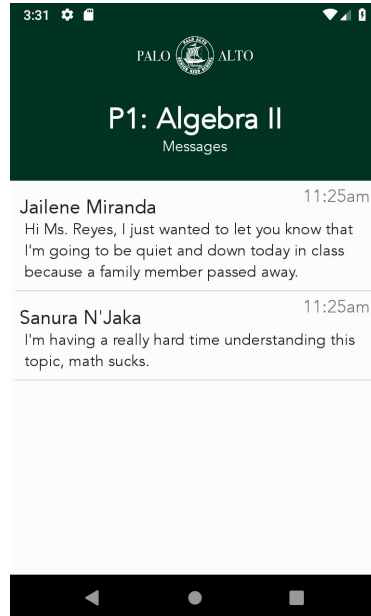 3:31
PALO ALTO
P1: Algebra II
Messages
11:25am
Jailene Miranda
Hi Ms. Reyes, I just wanted to let you know that
I'm going to be quiet and down today in class
because a family member passed away.
11:25am
Sanura N'Jaka
I'm having a really hard time understanding this
topic, math sucks.